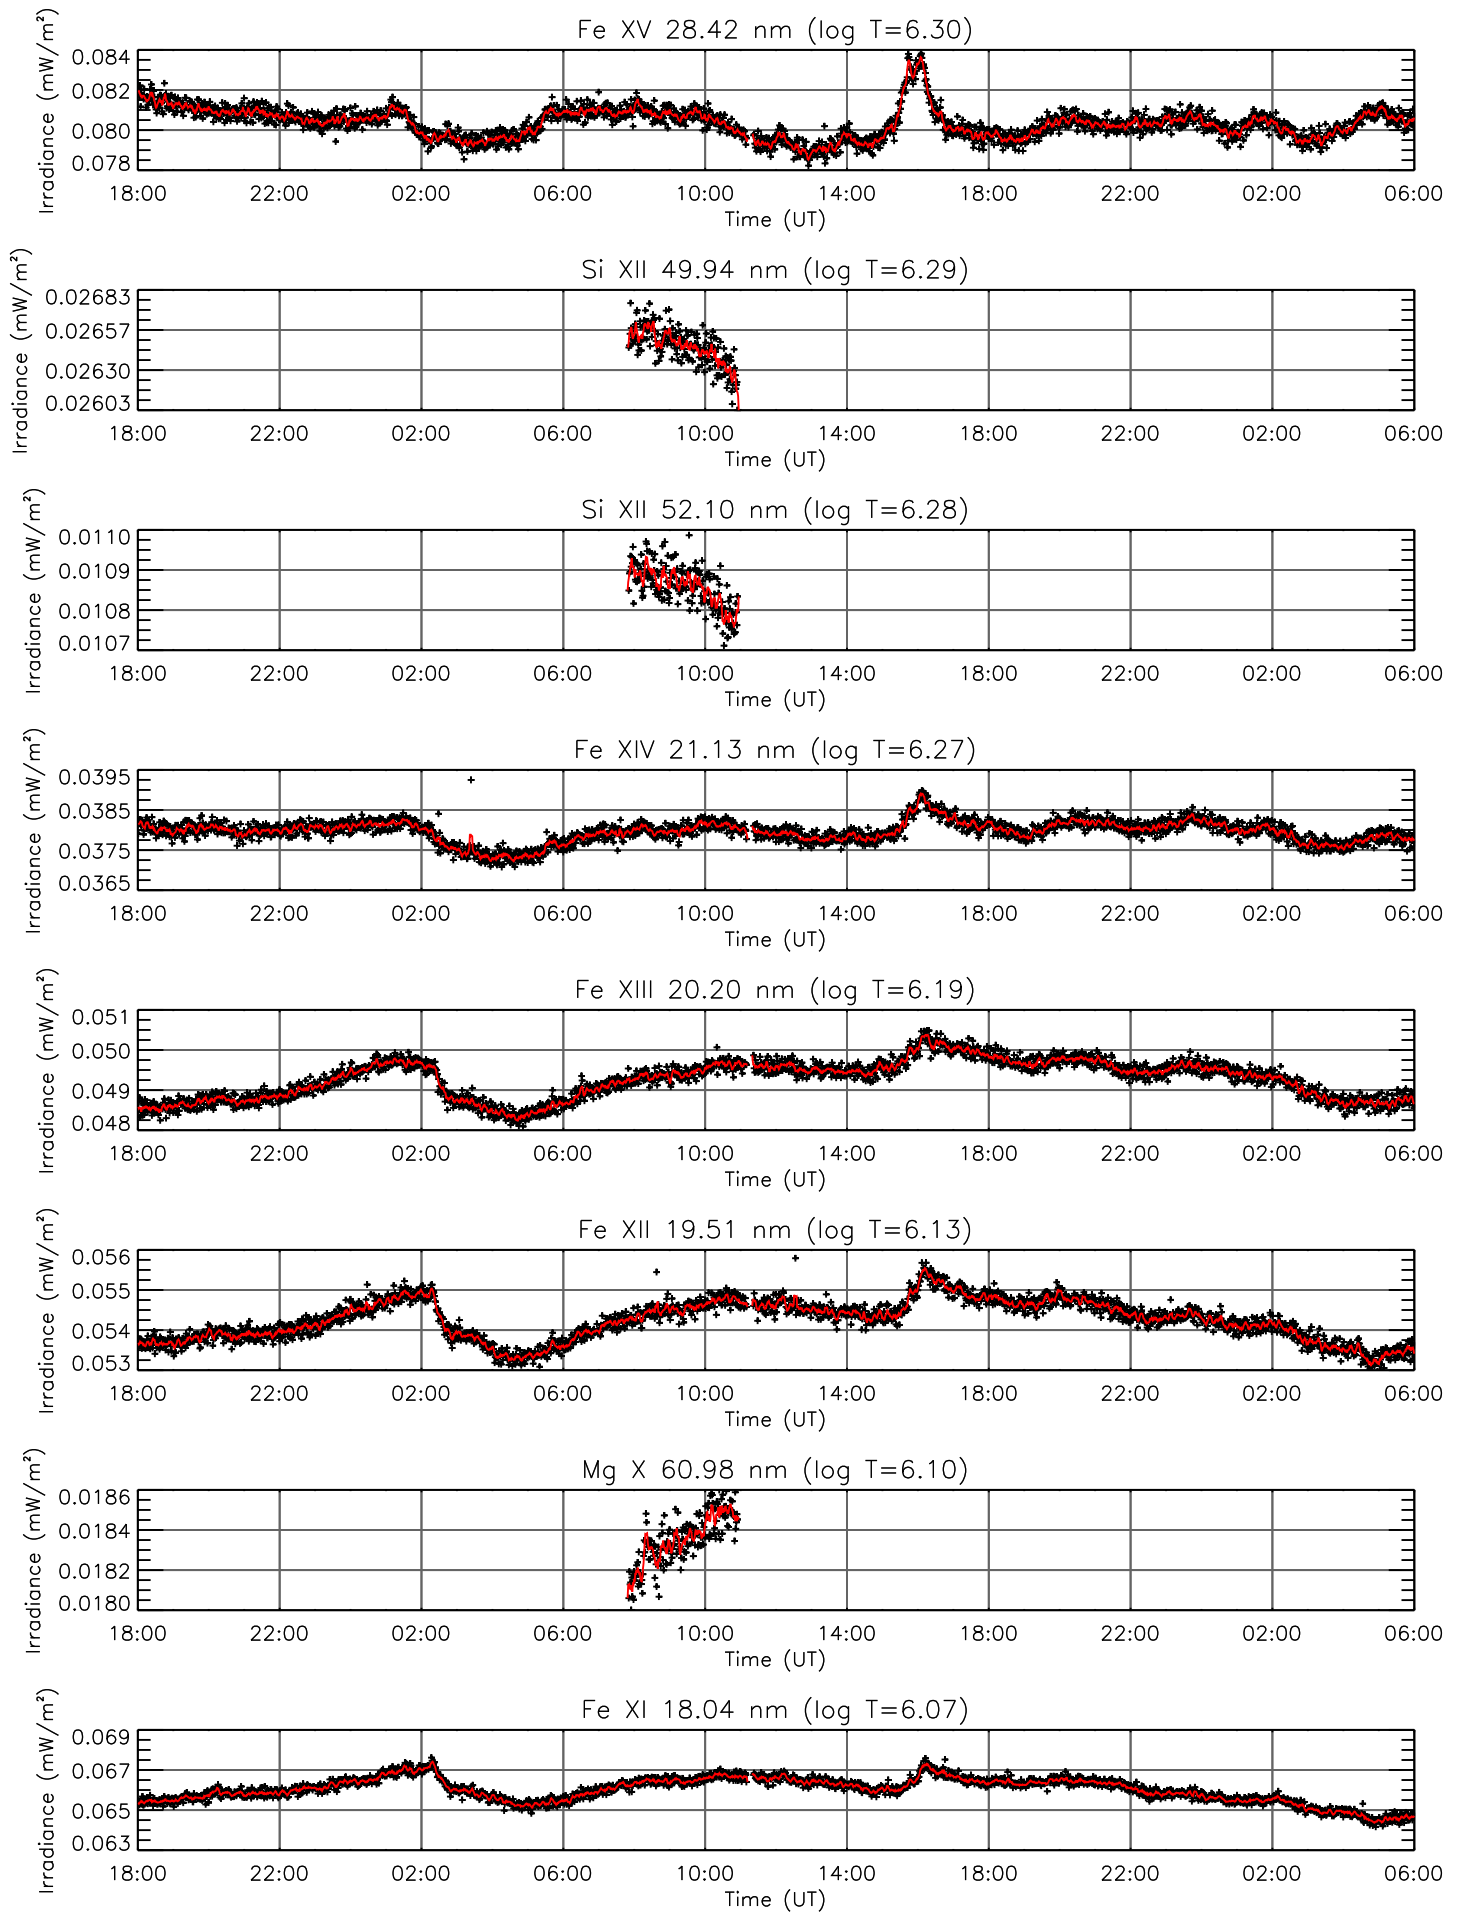 Fe XV 28.42 nm (log T=6.30)
Irradiance (mW/m²)
0.084
0.082
0.080
0.078
18:00 22:00 02:00 06:00 10:00 14:00 18:00 22:00 02:00 06:00
Time (UT)
Si XII 49.94 nm (log T=6.29)
Irradiance (mW/m²)
0.02683
0.02657
0.02630
0.02603
18:00 22:00 02:00 06:00 10:00 14:00 18:00 22:00 02:00 06:00
Time (UT)
Si XII 52.10 nm (log T=6.28)
Irradiance (mW/m²)
0.0110
0.0109
0.0108
0.0107
18:00 22:00 02:00 06:00 10:00 14:00 18:00 22:00 02:00 06:00
Time (UT)
Fe XIV 21.13 nm (log T=6.27)
Irradiance (mW/m²)
0.0395
0.0385
0.0375
0.0365
18:00 22:00 02:00 06:00 10:00 14:00 18:00 22:00 02:00 06:00
Time (UT)
Fe XIII 20.20 nm (log T=6.19)
Irradiance (mW/m²)
0.051
0.050
0.049
0.048
18:00 22:00 02:00 06:00 10:00 14:00 18:00 22:00 02:00 06:00
Time (UT)
Fe XII 19.51 nm (log T=6.13)
Irradiance (mW/m²)
0.056
0.055
0.054
0.053
18:00 22:00 02:00 06:00 10:00 14:00 18:00 22:00 02:00 06:00
Time (UT)
Mg X 60.98 nm (log T=6.10)
Irradiance (mW/m²)
0.0186
0.0184
0.0182
0.0180
18:00 22:00 02:00 06:00 10:00 14:00 18:00 22:00 02:00 06:00
Time (UT)
Fe XI 18.04 nm (log T=6.07)
Irradiance (mW/m²)
0.069
0.067
0.065
0.063
18:00 22:00 02:00 06:00 10:00 14:00 18:00 22:00 02:00 06:00
Time (UT)